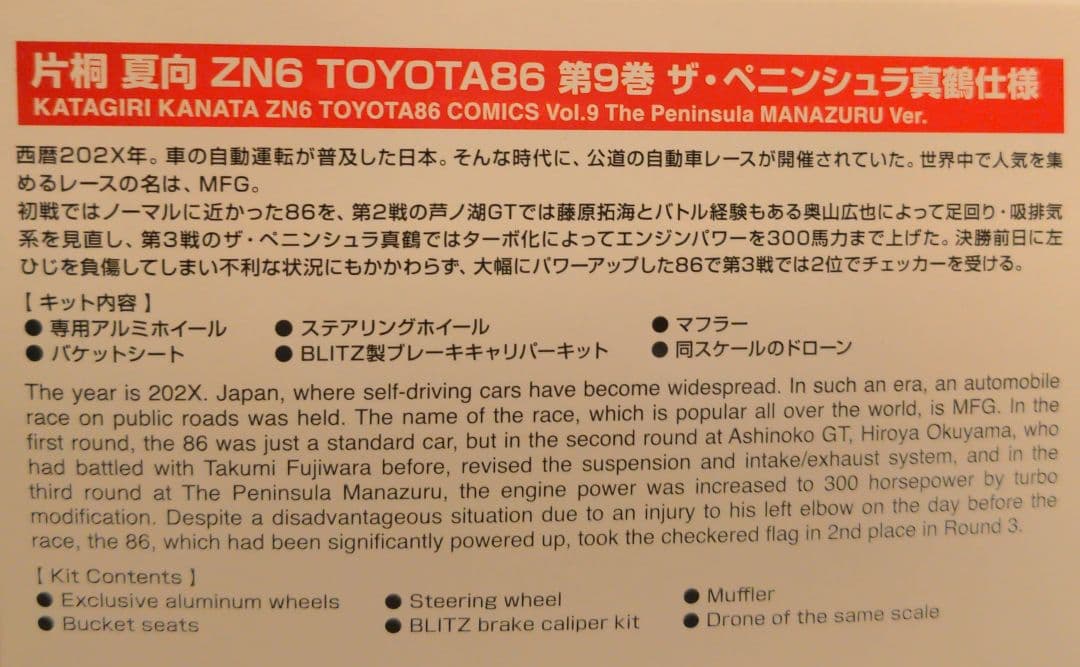 片桐 夏向 ZN6 TOYOTA86 第9巻 ザ・ペニンシュラ真鶴仕様
KATAGIRI KANATA ZN6 TOYOTA86 COMICS Vol.9 The Peninsula MANAZURU Ver.
西暦202X年。車の自動運転が普及した日本。そんな時代に、公道の自動車レースが開催されていた。世界中で人気を集
めるレースの名は、MFG。
初戦ではノーマルに近かった86を、第2戦の芦ノ湖GTでは藤原拓海とバトル経験もある奥山広也によって足回り・吸排気
系を見直し、第3戦のザ・ペニンシュラ真鶴ではターボ化によってエンジンパワーを300馬力まで上げた。決勝前日に左
ひじを負傷してしまい不利な状況にもかかわらず、大幅にパワーアップした86で第3戦では2位でチェッカーを受ける。
【 キット内容 】
● 専用アルミホイール ● ステアリングホイール ● マフラー
● バケットシート ● BLITZ製ブレーキキャリパーキット ● 同スケールのドローン
The year is 202X. Japan, where self-driving cars have become widespread. In such an era, an automobile
race on public roads was held. The name of the race, which is popular all over the world, is MFG. In the
first round, the 86 was just a standard car, but in the second round at Ashinoko GT, Hiroya Okuyama, who
had battled with Takumi Fujiwara before, revised the suspension and intake/exhaust system, and in the
third round at The Peninsula Manazuru, the engine power was increased to 300 horsepower by turbo
modification. Despite a disadvantageous situation due to an injury to his left elbow on the day before the
race, the 86, which had been significantly powered up, took the checkered flag in 2nd place in Round 3.
【 Kit Contents 】
● Exclusive aluminum wheels ● Steering wheel ● Muffler
● Bucket seats ● BLITZ brake caliper kit ● Drone of the same scale